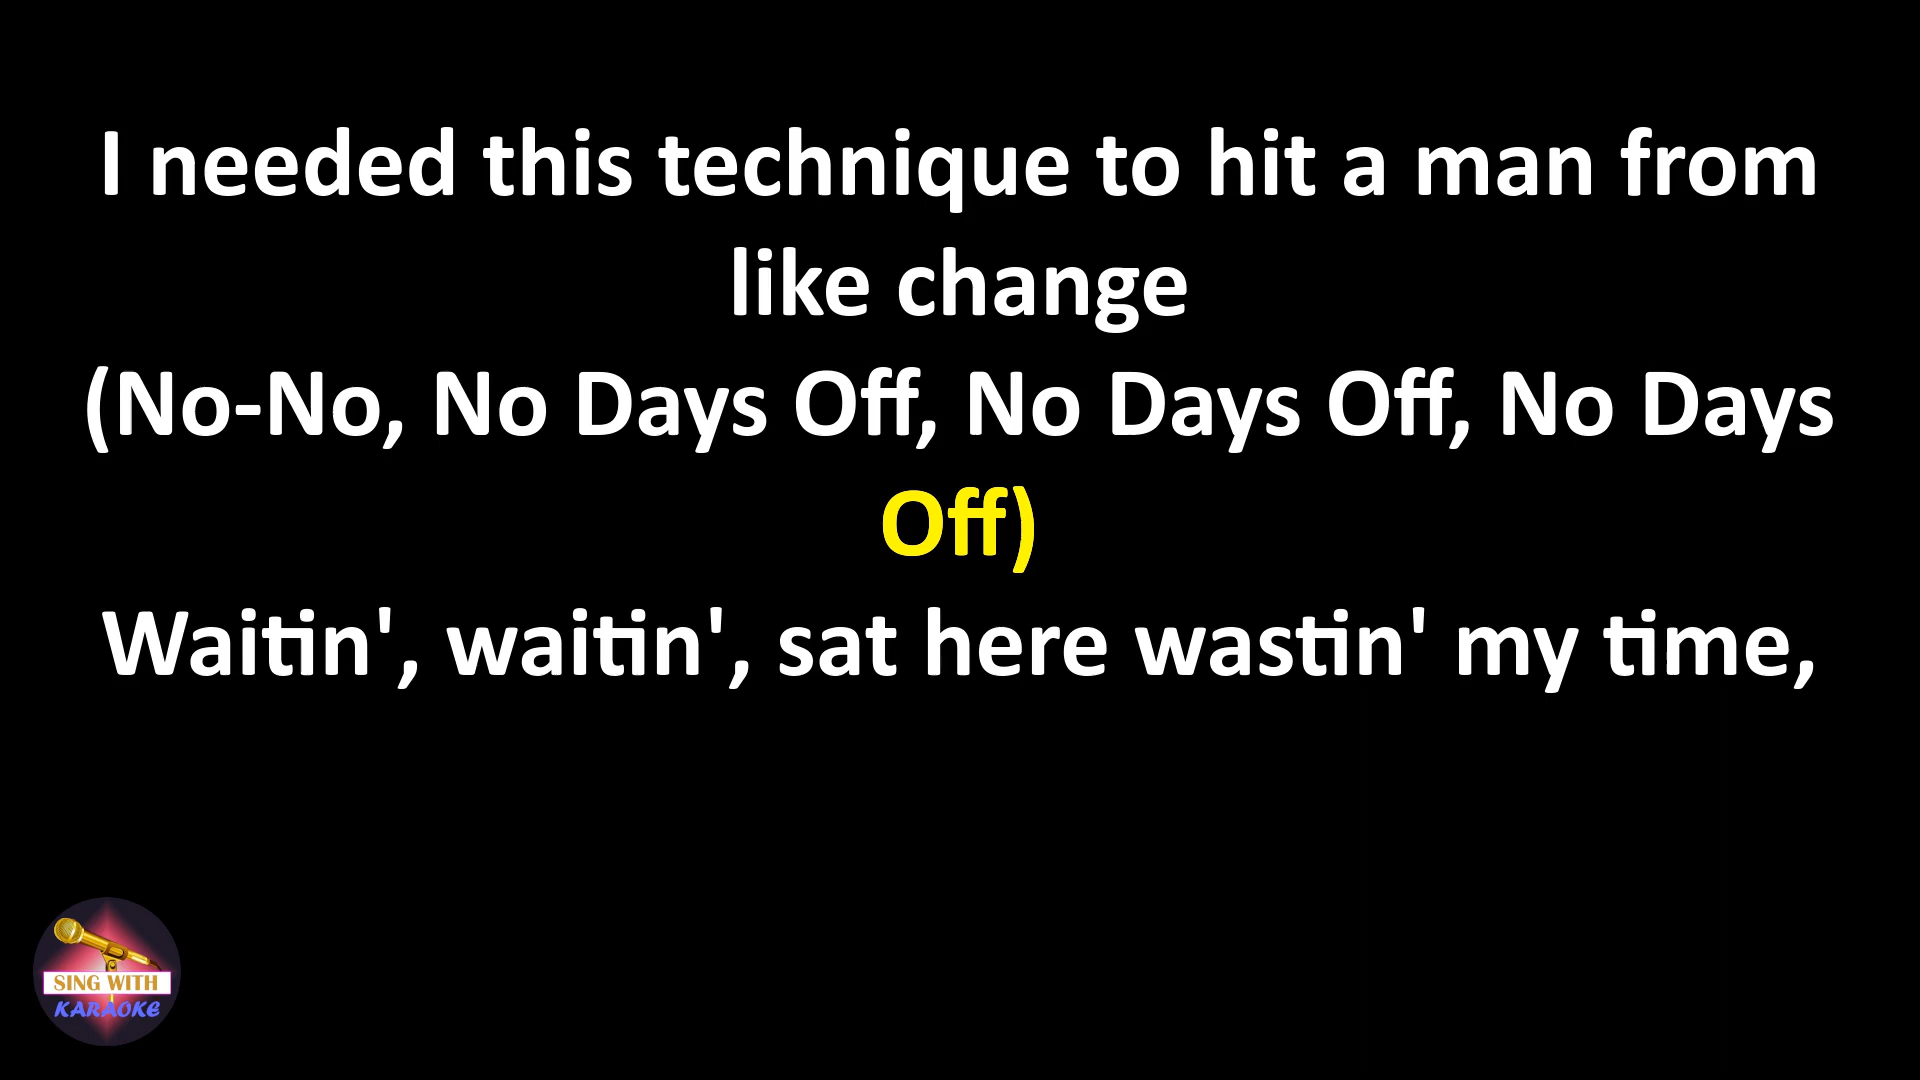 I needed this technique to hit a man from
like change
(No-No, No Days Off, No Days Off, No Days
Off)
Waitin', waitin', sat here wastin' my time,
SING WITH
KARAOKE